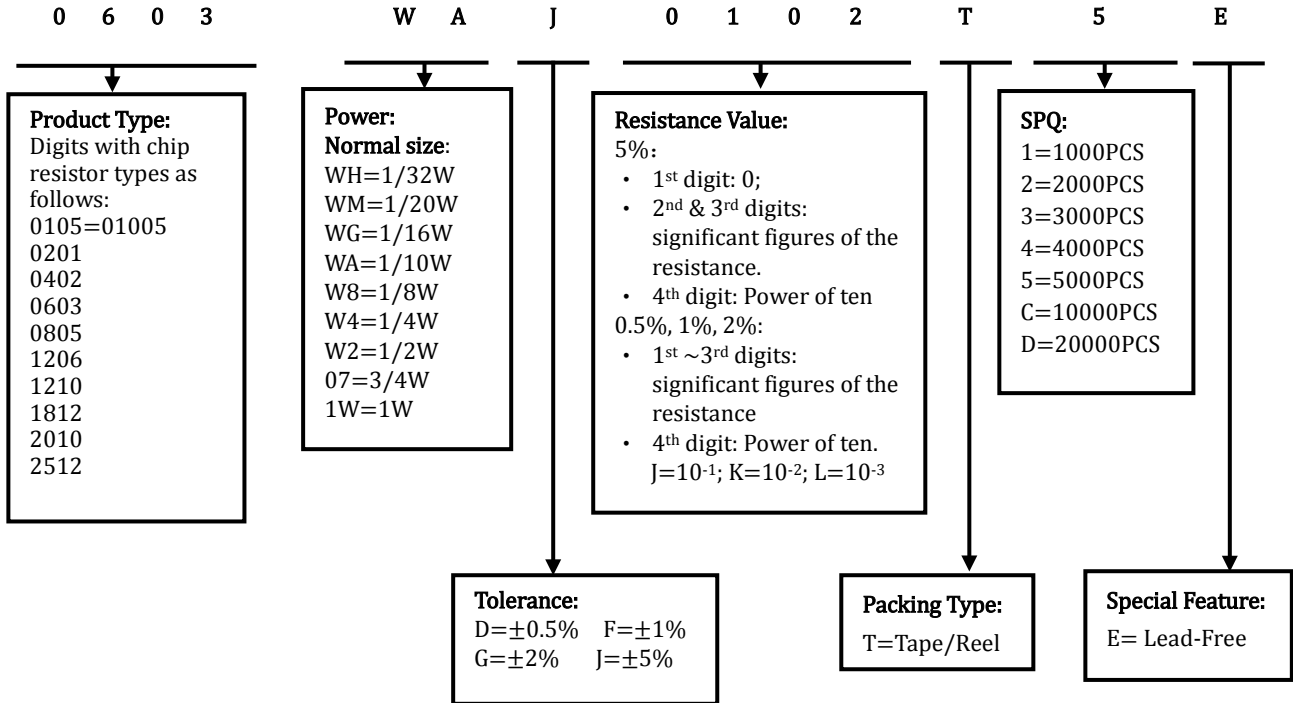 0 6 0 3 W A J 0 1 0 2 T 5 E
Product Type:
Digits with chip
resistor types as
follows:
0105=01005
0201
0402
0603
0805
1206
1210
1812
2010
2512
Power:
Normal size:
WH=1/32W
WM=1/20W
WG=1/16W
WA=1/10W
W8=1/8W
W4=1/4W
W2=1/2W
07=3/4W
1W=1W
Resistance Value:
5%:
· 1st digit: 0;
· 2nd & 3rd digits:
significant figures of the
resistance.
· 4th digit: Power of ten
0.5%, 1%, 2%:
· 1st ~3rd digits:
significant figures of the
resistance
· 4th digit: Power of ten.
J=10-1; K=10-2; L=10-3
SPQ:
1=1000PCS
2=2000PCS
3=3000PCS
4=4000PCS
5=5000PCS
C=10000PCS
D=20000PCS
Tolerance:
D=±0.5% F=±1%
G=±2% J=±5%
Packing Type:
T=Tape/Reel
Special Feature:
E= Lead-Free